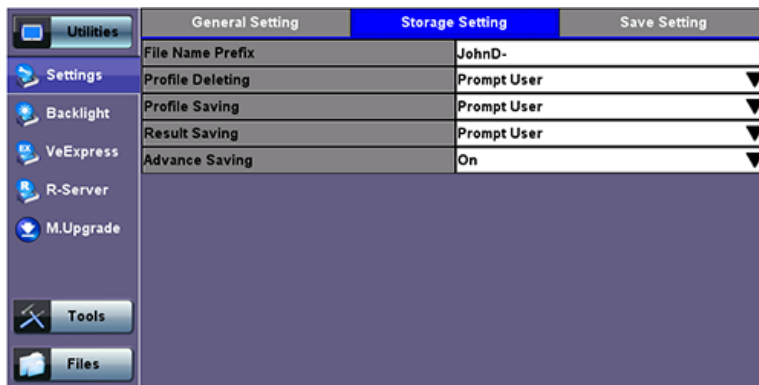 Utilities
Settings
Backlight
VeExpress
R-Server
M.Upgrade
Tools
Files
General Setting Storage Setting Save Setting
File Name Prefix JohnD-
Profile Deleting Prompt User
Profile Saving Prompt User
Result Saving Prompt User
Advance Saving On